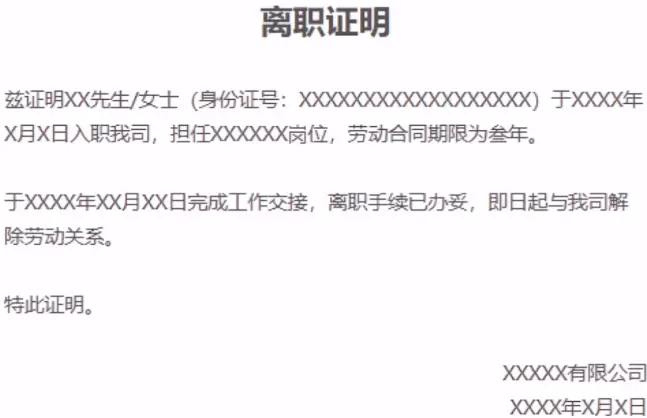 离职证明
兹证明XX先生/女士（身份证号：XXXXXXXXXXXXXXXXXX）于XXXX年
X月X日入职我司，担任XXXXXX岗位，劳动合同期限为叁年。
于XXXX年XX月XX日完成工作交接，离职手续已办妥，即日起与我司解
除劳动关系。
特此证明。
XXXXX有限公司
XXXX年X月X日